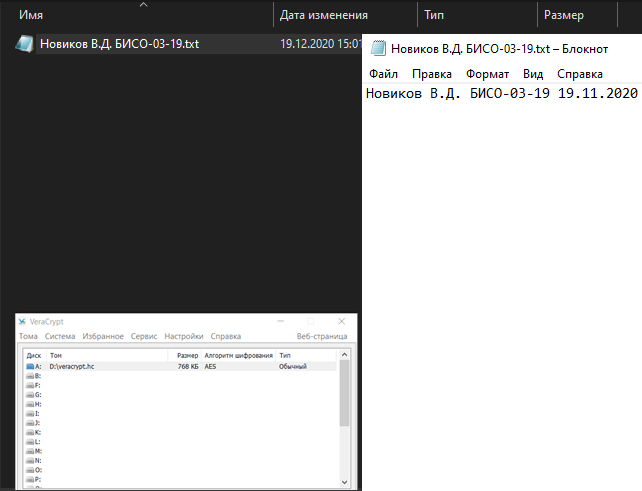 Имя Дата изменения Тип Размер
Новиков В.Д. БИСО-03-19.txt 19.12.2020 15:01
Новиков В.Д. БИСО-03-19.txt – Блокнот
Файл Правка Формат Вид Справка
Новиков В.Д. БИСО-03-19 19.11.2020
VeraCrypt
Тома Система Избранное Сервис Настройки Справка Веб-страница
Диск Том Размер Алгоритм шифрования Тип
A: D:\veracrypt.hc 768 КБ AES Обычный
B:
F:
G:
H:
I:
J:
K:
L:
M:
N:
O:
P: